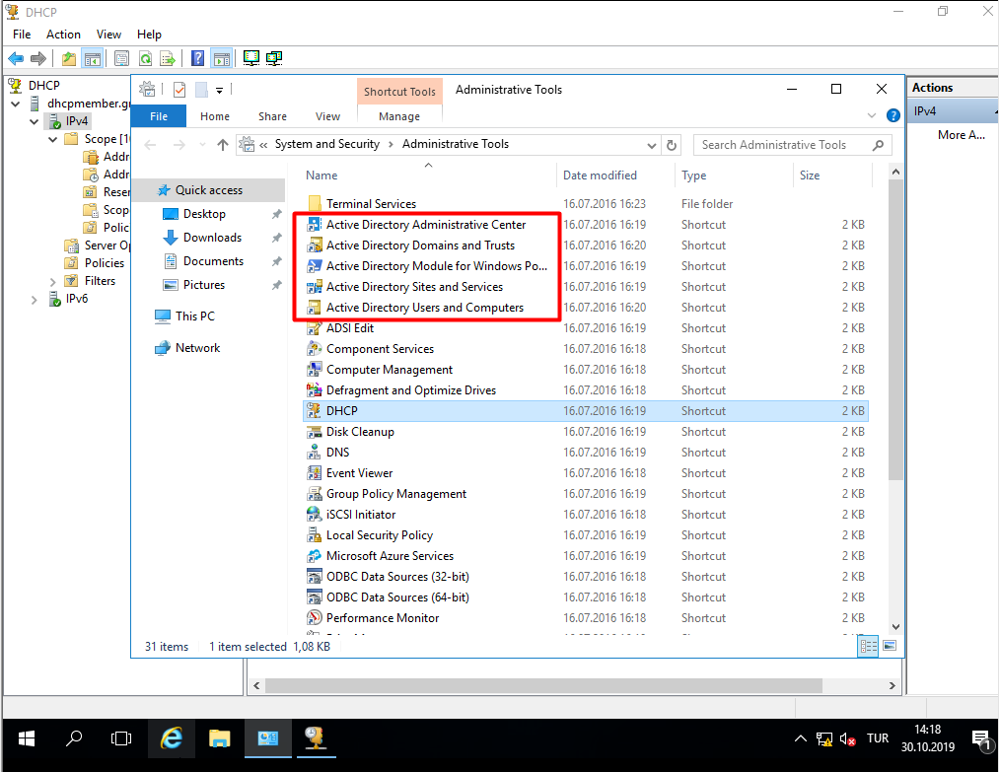 DHCP
File Action View Help
DHCP
dhcpmember.gr
IPv4
Scope [10
Addr
Addr
Reser
Scop
Polic
Server Op
Policies
Filters
IPv6
Shortcut Tools
Administrative Tools
File Home Share View Manage
« System and Security Administrative Tools
Search Administrative Tools
Quick access
Desktop
Downloads
Documents
Pictures
This PC
Network
Name Date modified Type Size
Terminal Services 16.07.2016 16:23 File folder
Active Directory Administrative Center 16.07.2016 16:19 Shortcut 2 KB
Active Directory Domains and Trusts 16.07.2016 16:20 Shortcut 2 KB
Active Directory Module for Windows Po... 16.07.2016 16:19 Shortcut 2 KB
Active Directory Sites and Services 16.07.2016 16:19 Shortcut 2 KB
Active Directory Users and Computers 16.07.2016 16:20 Shortcut 2 KB
ADSI Edit 16.07.2016 16:19 Shortcut 2 KB
Component Services 16.07.2016 16:18 Shortcut 2 KB
Computer Management 16.07.2016 16:18 Shortcut 2 KB
Defragment and Optimize Drives 16.07.2016 16:18 Shortcut 2 KB
DHCP 16.07.2016 16:19 Shortcut 2 KB
Disk Cleanup 16.07.2016 16:19 Shortcut 2 KB
DNS 16.07.2016 16:19 Shortcut 2 KB
Event Viewer 16.07.2016 16:18 Shortcut 2 KB
Group Policy Management 16.07.2016 16:19 Shortcut 2 KB
iSCSI Initiator 16.07.2016 16:18 Shortcut 2 KB
Local Security Policy 16.07.2016 16:19 Shortcut 2 KB
Microsoft Azure Services 16.07.2016 16:19 Shortcut 2 KB
ODBC Data Sources (32-bit) 16.07.2016 16:18 Shortcut 2 KB
ODBC Data Sources (64-bit) 16.07.2016 16:18 Shortcut 2 KB
Performance Monitor 16.07.2016 16:18 Shortcut 2 KB
31 items 1 item selected 1,08 KB
Actions
IPv4
More A...
TUR
14:18
30.10.2019
1